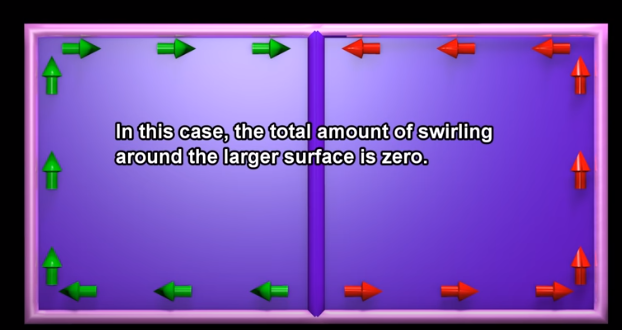 In this case, the total amount of swirling
around the larger surface is zero.